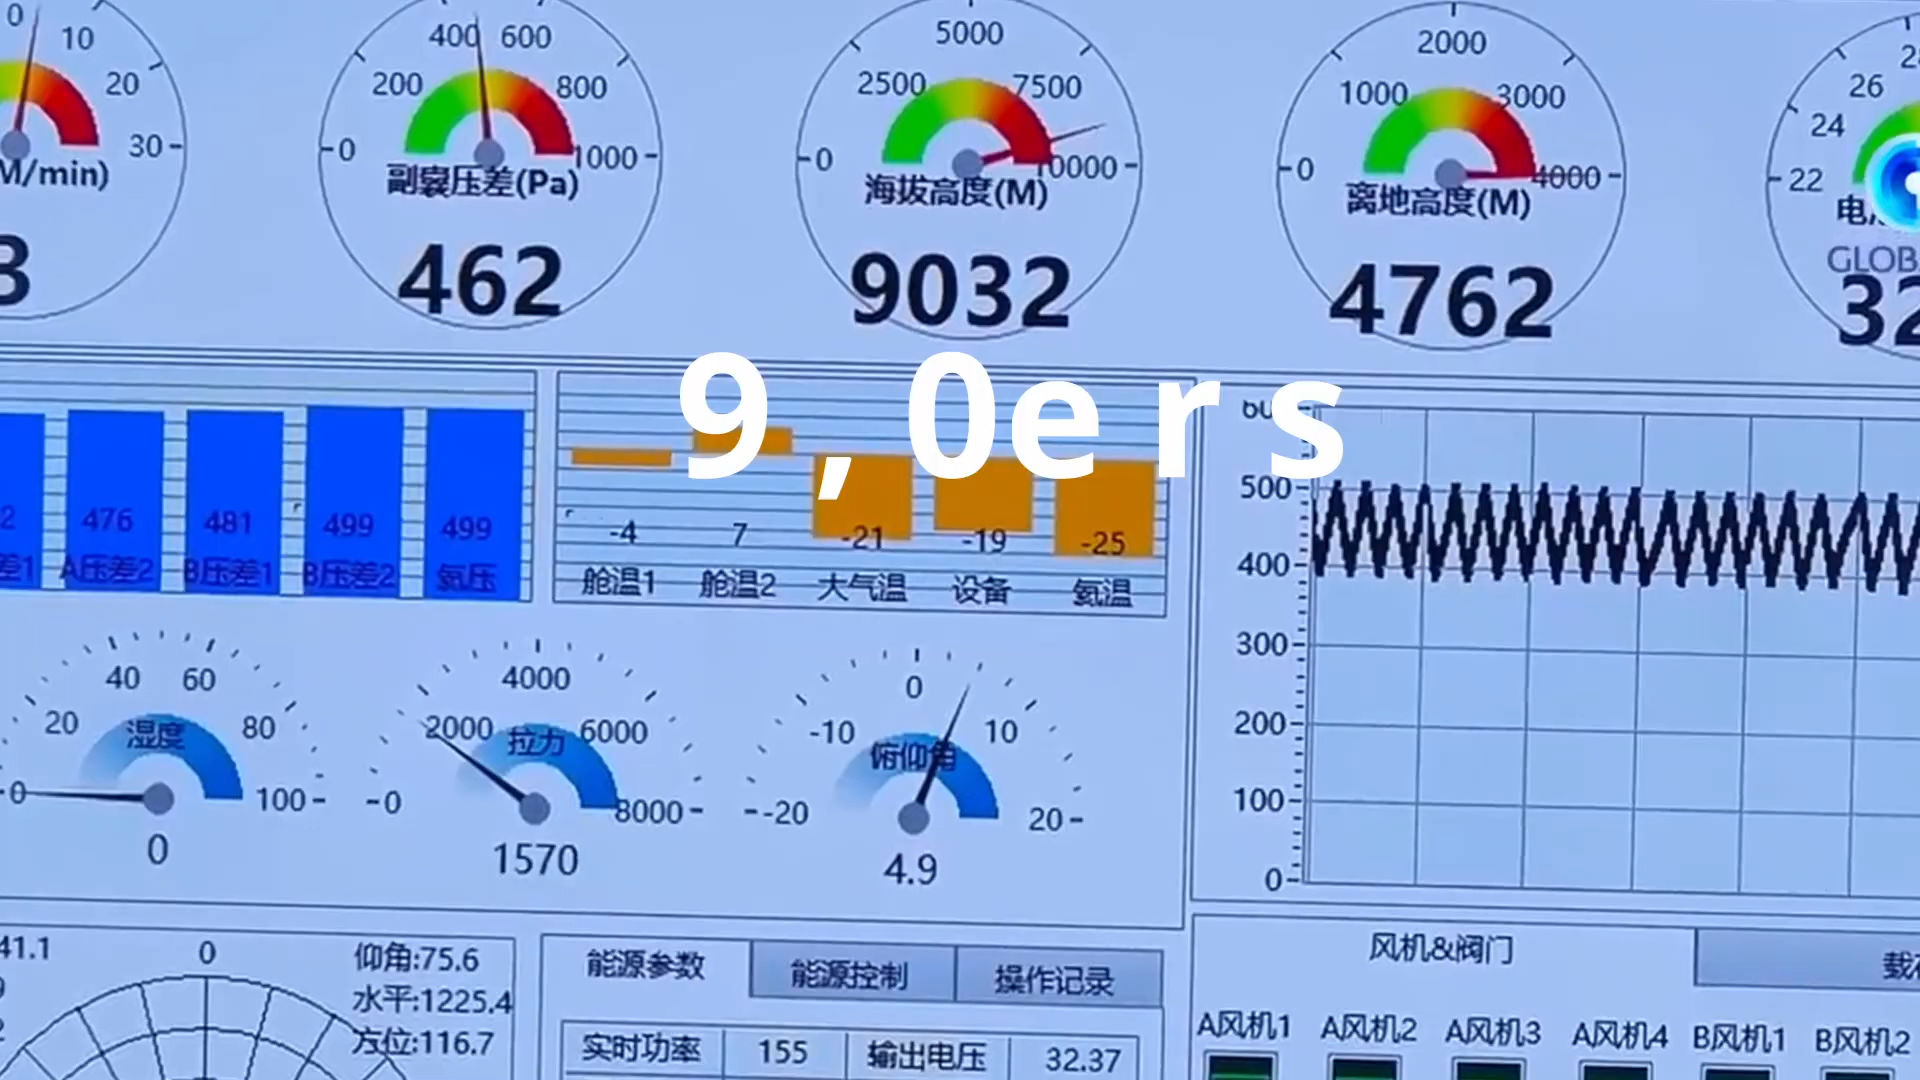 0 10 20 30
M/min)
3
0 200 400 600 800 1000
副囊压差(Pa)
462
0 2500 5000 7500 10000
海拔高度(M)
9032
0 1000 2000 3000 4000
离地高度(M)
4762
22 24 26
GLOB
32
9,0ers
2 476 481 499 499
差1 A压差2 B压差1 B压差2 氦压
-4 7 -21 -19 -25
舱温1 舱温2 大气温 设备 氦温
500
400
300
200
100
0
0 20 40 60 80 100
湿度
0
0 2000 4000 6000 8000
拉力
1570
-20 -10 0 10 20
俯仰角
4.9
41.1
0
仰角:75.6
水平:1225.4
方位:116.7
能源参数 能源控制 操作记录
实时功率 155 输出电压 32.37
风机&阀门
A风机1 A风机2 A风机3 A风机4 B风机1 B风机2